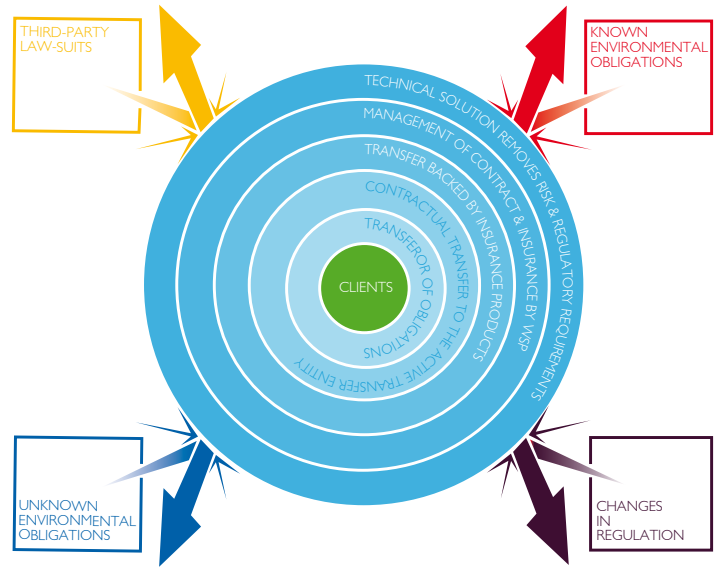 THIRD-PARTY
LAW-SUITS
KNOWN
ENVIRONMENTAL
OBLIGATIONS
TECHNICAL SOLUTION REMOVES RISK & REGULATORY REQUIREMENTS
MANAGEMENT OF CONTRACT & INSURANCE BY WSP
TRANSFER BACKED BY INSURANCE PRODUCTS
CONTRACTUAL TRANSFER TO THE ACTIVE TRANSFER ENTITY
TRANSFEROR OF OBLIGATIONS
CLIENTS
UNKNOWN
ENVIRONMENTAL
OBLIGATIONS
CHANGES
IN
REGULATION